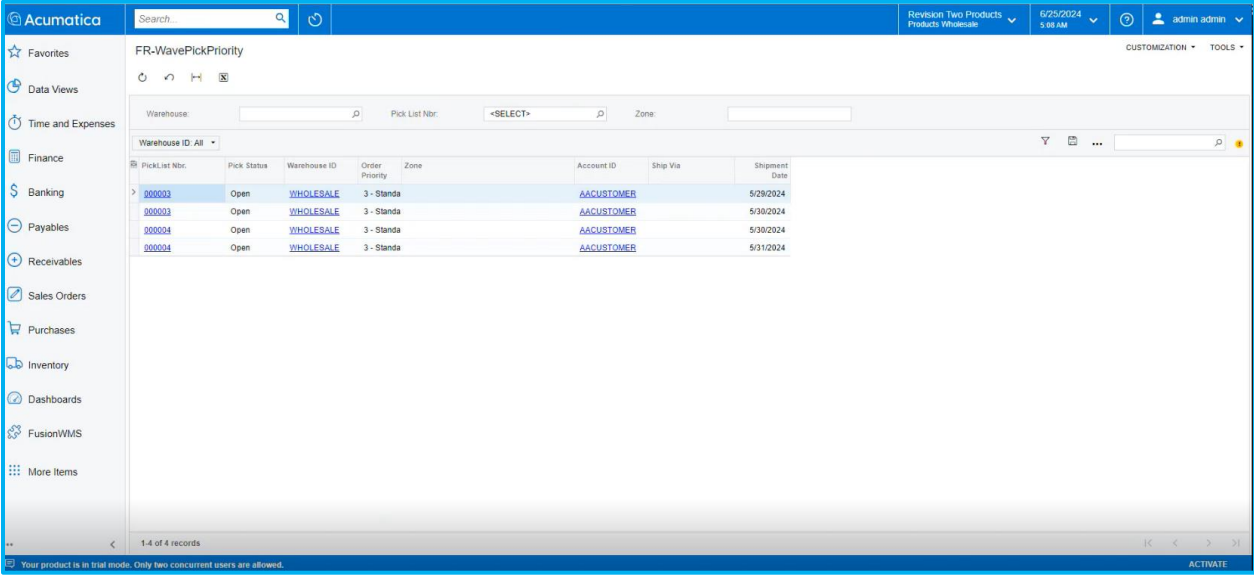 Acumatica
Search...
Revision Two Products
Products Wholesale
6/25/2024
5:08 AM
admin admin
Favorites
Data Views
Time and Expenses
Finance
Banking
Payables
Receivables
Sales Orders
Purchases
Inventory
Dashboards
FusionWMS
More Items
FR-WavePickPriority
CUSTOMIZATION
TOOLS
Warehouse:
Pick List Nbr:
<SELECT>
Zone:
Warehouse ID: All
PickList Nbr. Pick Status Warehouse ID Order Priority Zone Account ID Ship Via Shipment Date
000003 Open WHOLESALE 3 - Standa AACUSTOMER 5/29/2024
000003 Open WHOLESALE 3 - Standa AACUSTOMER 5/30/2024
000004 Open WHOLESALE 3 - Standa AACUSTOMER 5/30/2024
000004 Open WHOLESALE 3 - Standa AACUSTOMER 5/31/2024
1-4 of 4 records
Your product is in trial mode. Only two concurrent users are allowed.
ACTIVATE